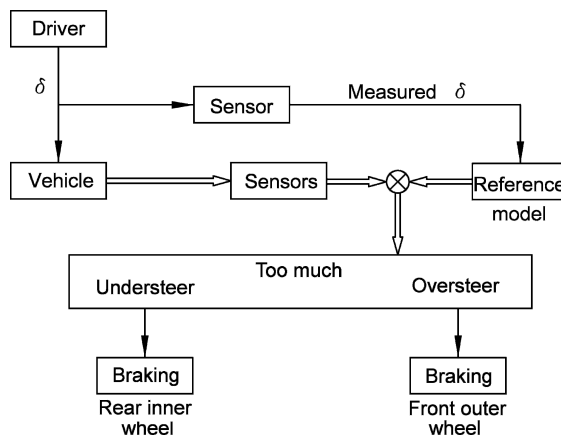 Driver
δ
Sensor
Measured δ
Vehicle
Sensors
Reference
model
Too much
Understeer
Oversteer
Braking
Rear inner
wheel
Braking
Front outer
wheel